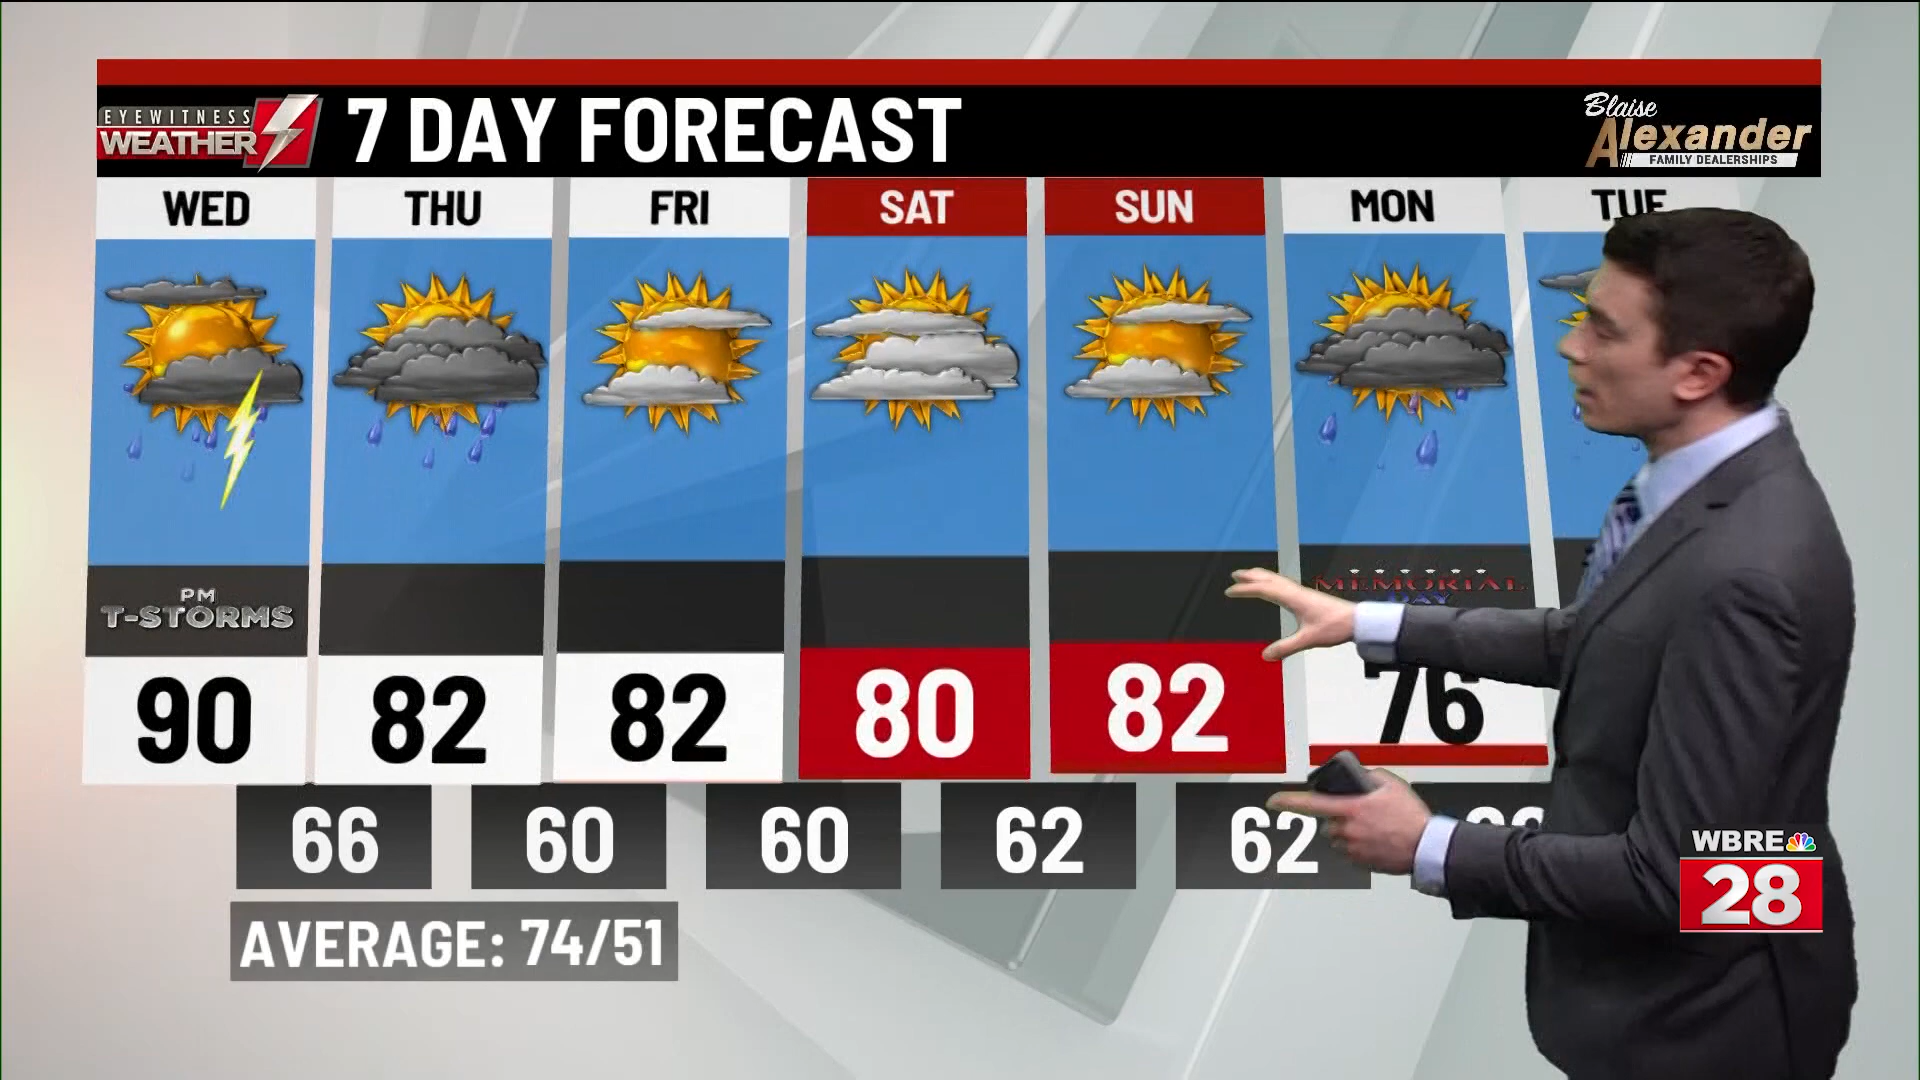 EYEWITNESS
WEATHER
7 DAY FORECAST
Blaise
Alexander
FAMILY DEALERSHIPS
WED THU FRI SAT SUN MON TUE
PM
T-STORMS
MEMORIAL
DAY
90 82 82 80 82 76
66 60 60 62 62
AVERAGE: 74/51
WBRE
28